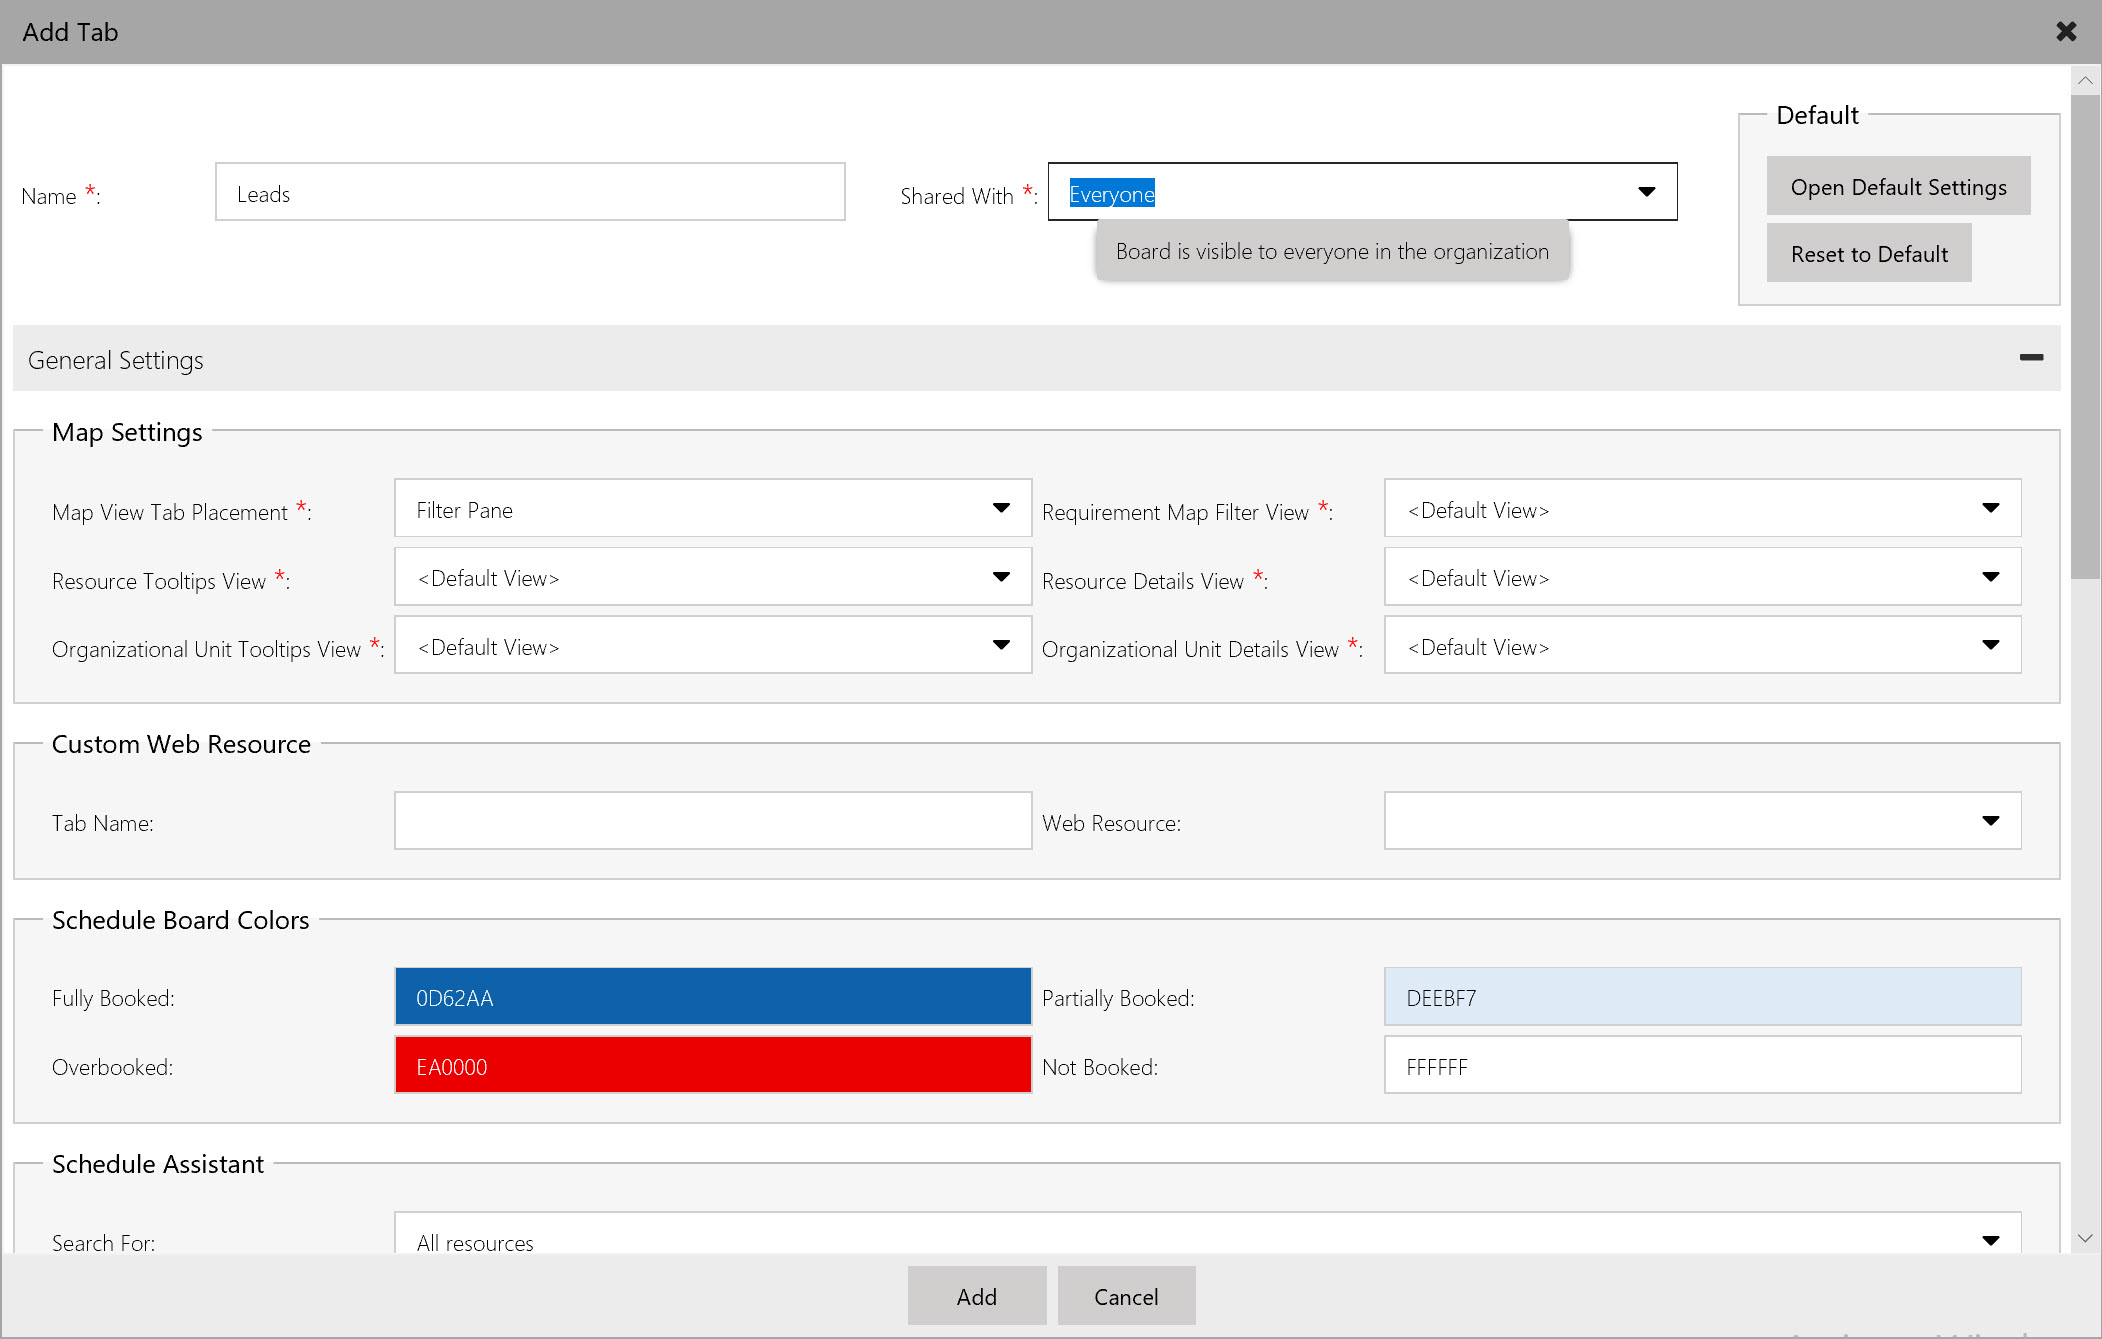 Add Tab
Default
Name *: Leads Shared With *: Everyone Open Default Settings
Board is visible to everyone in the organization Reset to Default
General Settings
Map Settings
Map View Tab Placement *: Filter Pane Requirement Map Filter View *: <Default View>
Resource Tooltips View *: <Default View> Resource Details View *: <Default View>
Organizational Unit Tooltips View *: <Default View> Organizational Unit Details View *: <Default View>
Custom Web Resource
Tab Name: Web Resource:
Schedule Board Colors
Fully Booked: 0D62AA Partially Booked: DEEBF7
Overbooked: EA0000 Not Booked: FFFFFF
Schedule Assistant
Search For: All resources
Add Cancel